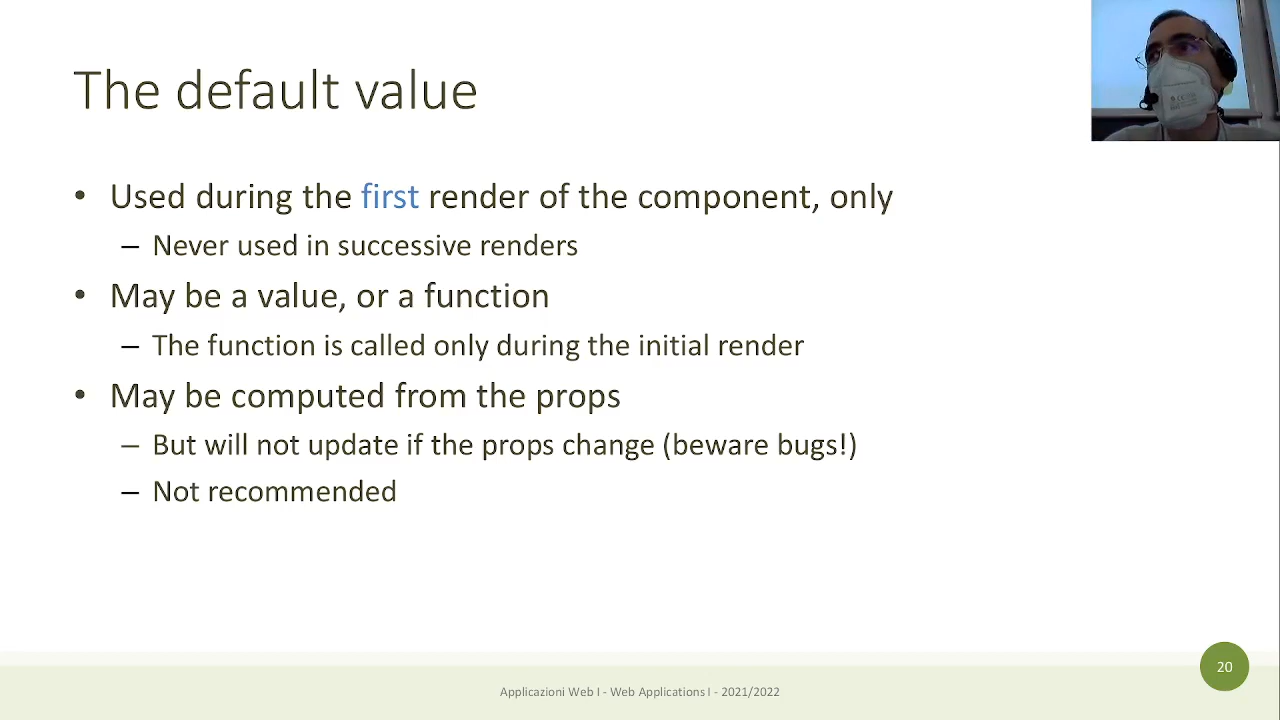 The default value
• Used during the first render of the component, only
– Never used in successive renders
• May be a value, or a function
– The function is called only during the initial render
• May be computed from the props
– But will not update if the props change (beware bugs!)
– Not recommended
20
Applicazioni Web I - Web Applications I - 2021/2022